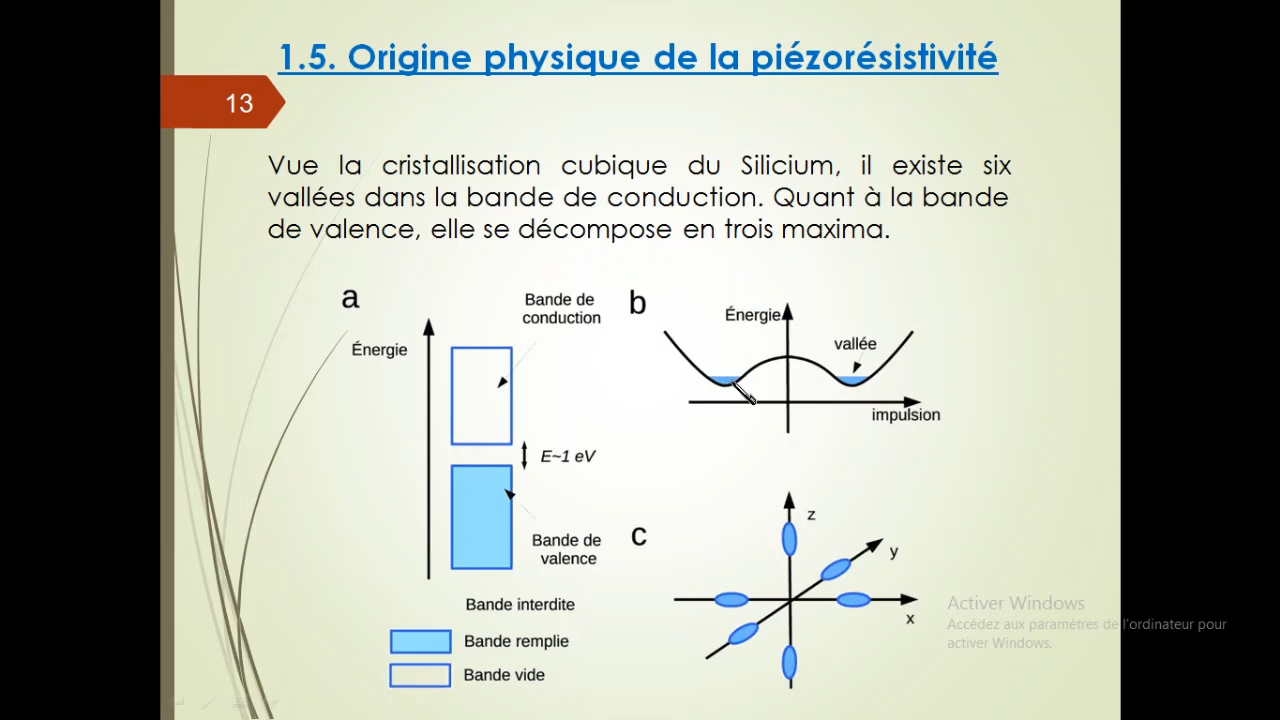 1.5. Origine physique de la piézorésistivité
13
Vue la cristallisation cubique du Silicium, il existe six
vallées dans la bande de conduction. Quant à la bande
de valence, elle se décompose en trois maxima.
a
Bande de
conduction
Énergie
E~1 eV
Bande de
valence
Bande interdite
Bande remplie
Bande vide
b
Énergie
vallée
impulsion
c
z
y
x
Activer Windows
Accédez aux paramètres de l'ordinateur pour
activer Windows.